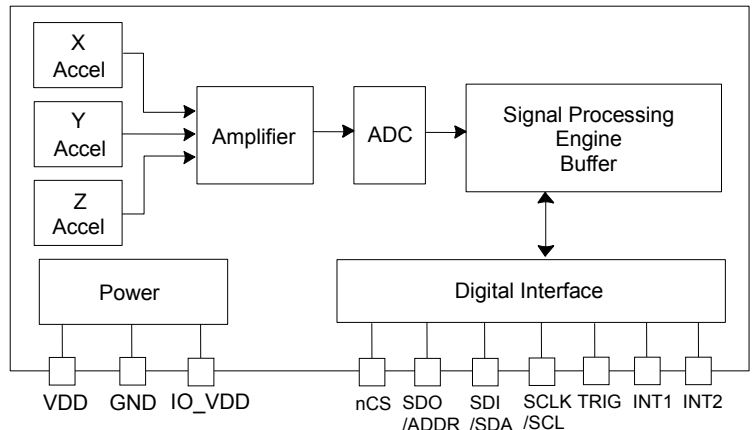 X
Accel
Y
Accel
Z
Accel
Amplifier
ADC
Signal Processing
Engine
Buffer
Power
Digital Interface
VDD
GND
IO_VDD
nCS
SDO
/ADDR
SDI
/SDA
SCLK
/SCL
TRIG
INT1
INT2